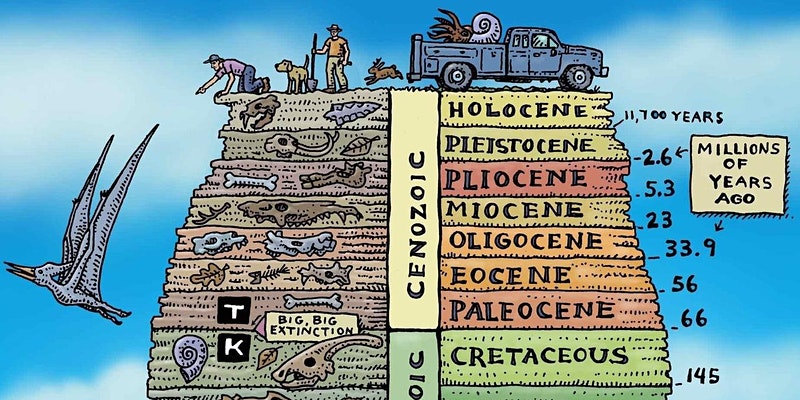 HOLOCENE
11,700 YEARS
PLEISTOCENE
2.6
MILLIONS
OF
YEARS
AGO
PLIOCENE
5.3
MIOCENE
23
OLIGOCENE
33.9
EOCENE
56
PALEOCENE
66
CENOZOIC
T
BIG, BIG
EXTINCTION
K
CRETACEOUS
145
OIC